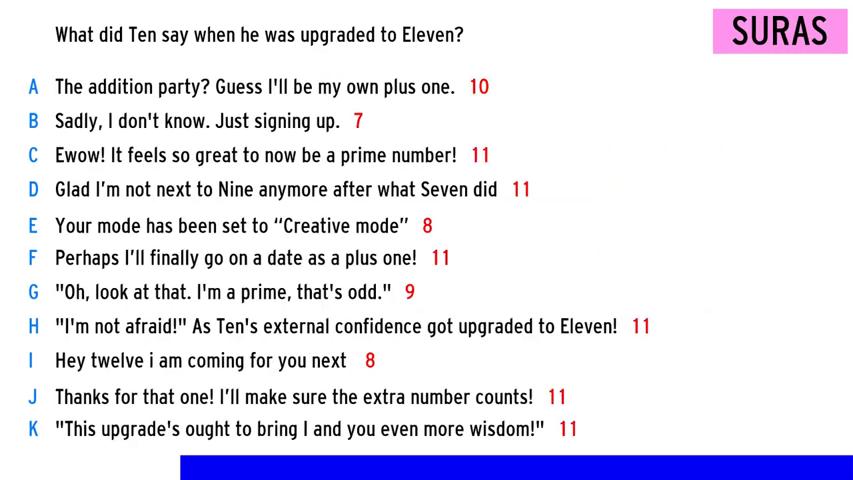 What did Ten say when he was upgraded to Eleven?
SURAS
A The addition party? Guess I'll be my own plus one. 10
B Sadly, I don't know. Just signing up. 7
C Ewow! It feels so great to now be a prime number! 11
D Glad I’m not next to Nine anymore after what Seven did 11
E Your mode has been set to “Creative mode” 8
F Perhaps I’ll finally go on a date as a plus one! 11
G "Oh, look at that. I'm a prime, that's odd." 9
H "I'm not afraid!" As Ten's external confidence got upgraded to Eleven! 11
I Hey twelve i am coming for you next 8
J Thanks for that one! I’ll make sure the extra number counts! 11
K "This upgrade's ought to bring I and you even more wisdom!" 11